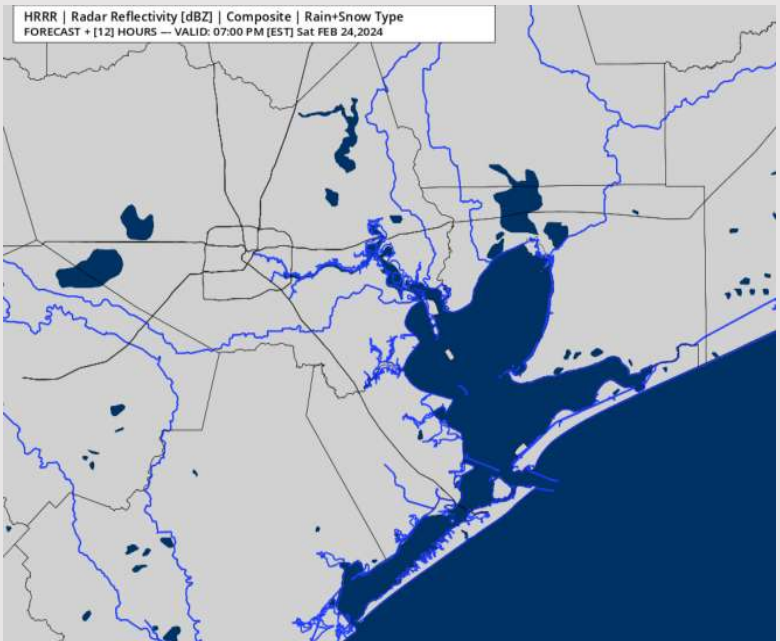 HRRR | Radar Reflectivity [dBZ] | Composite | Rain+Snow Type
FORECAST + [12] HOURS — VALID: 07:00 PM [EST] Sat FEB 24,2024